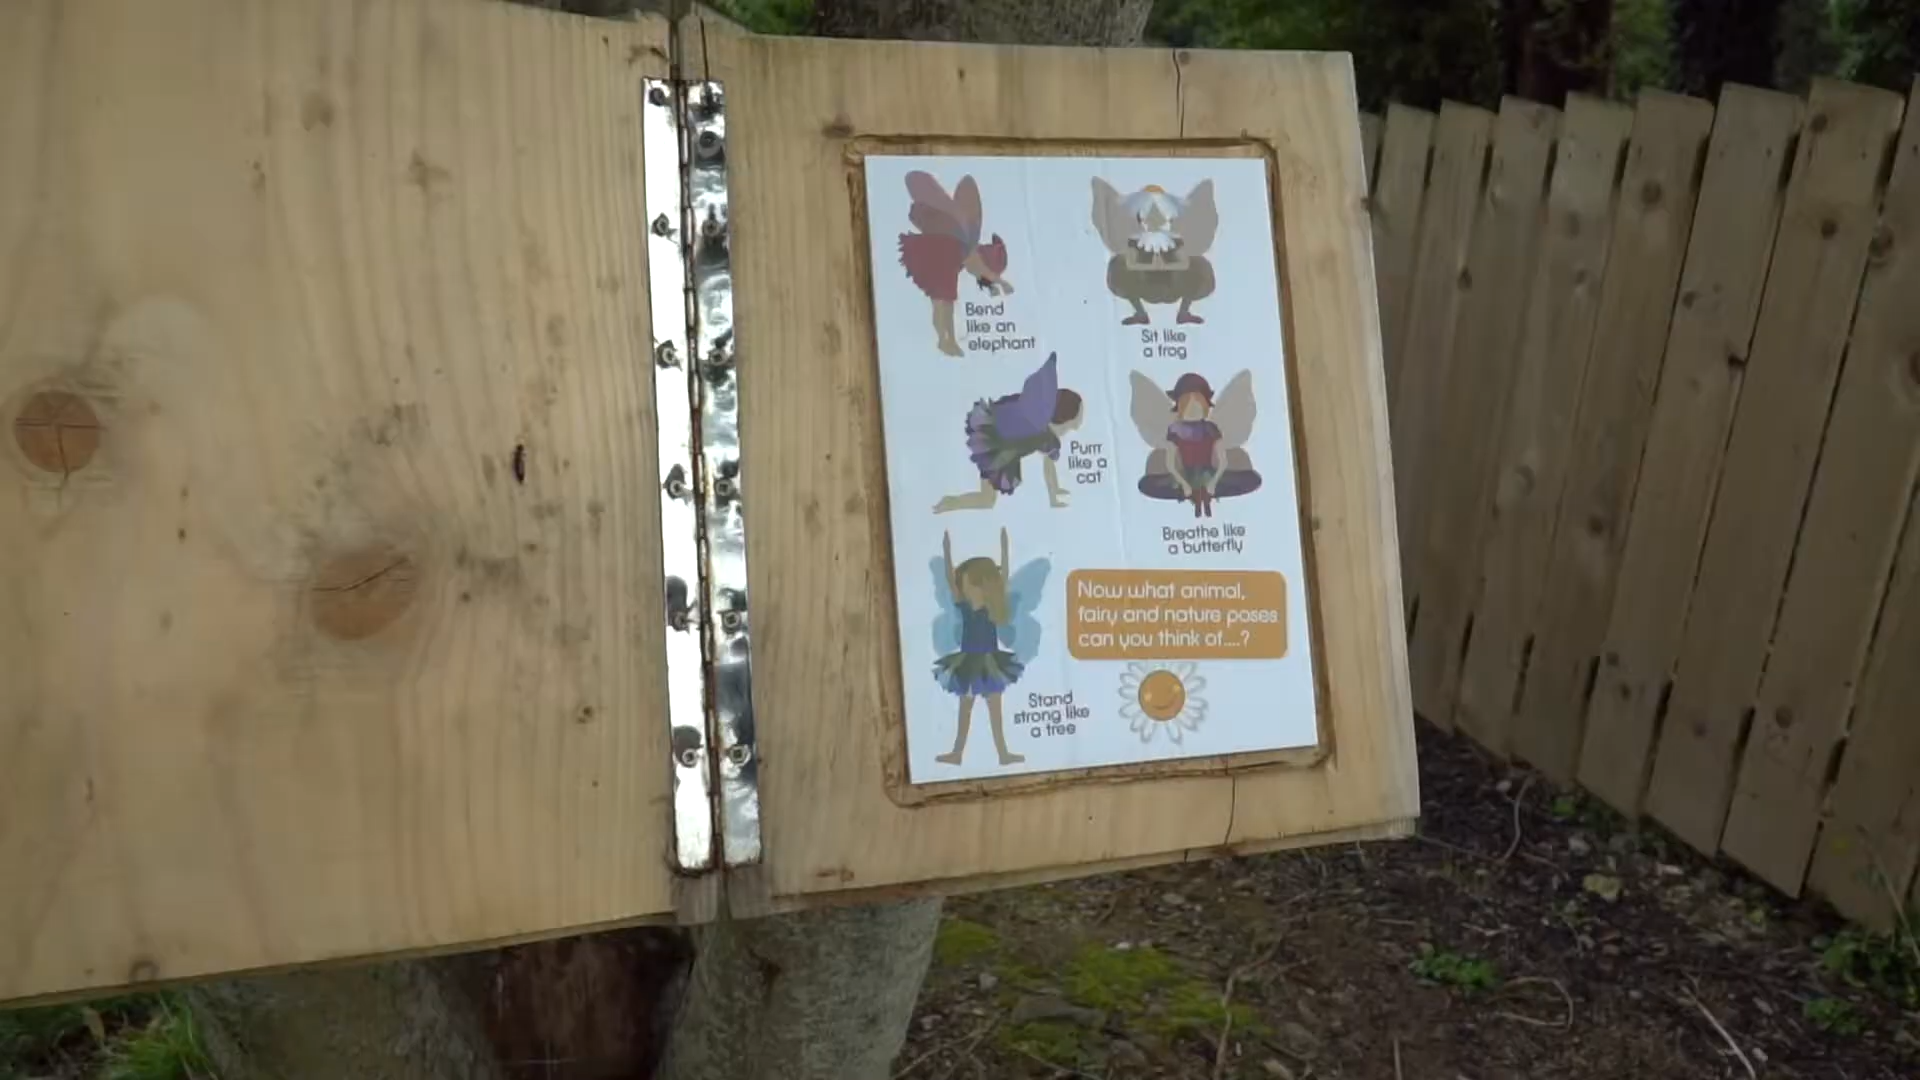 Bend
like an
elephant
Sit like
a frog
Purrr
like a
cat
Breathe like
a butterfly
Stand
strong like
a tree
Now what animal,
fairy and nature poses
can you think of....?